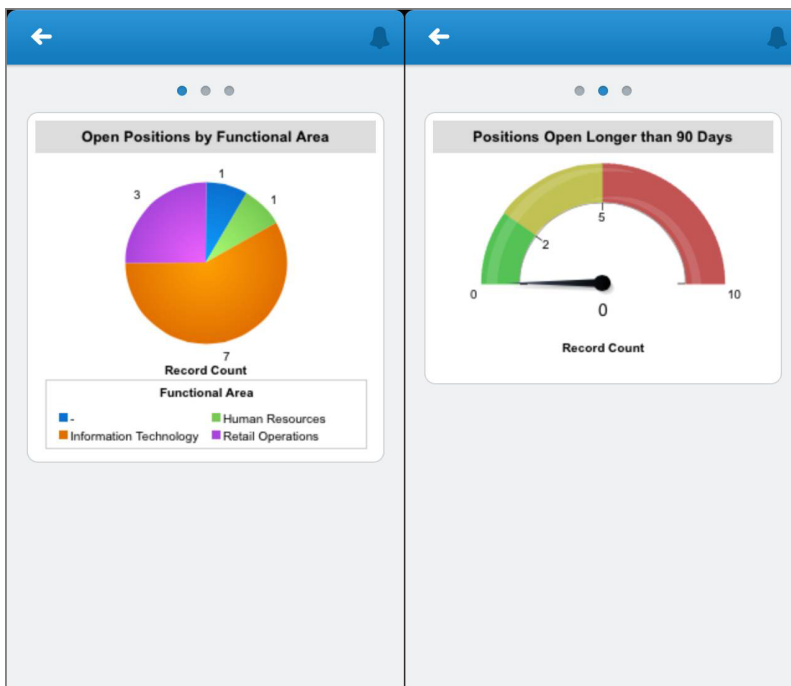 Open Positions by Functional Area
1
3
1
7
Record Count
Functional Area
-
Human Resources
Information Technology
Retail Operations
Positions Open Longer than 90 Days
5
2
0
10
0
Record Count